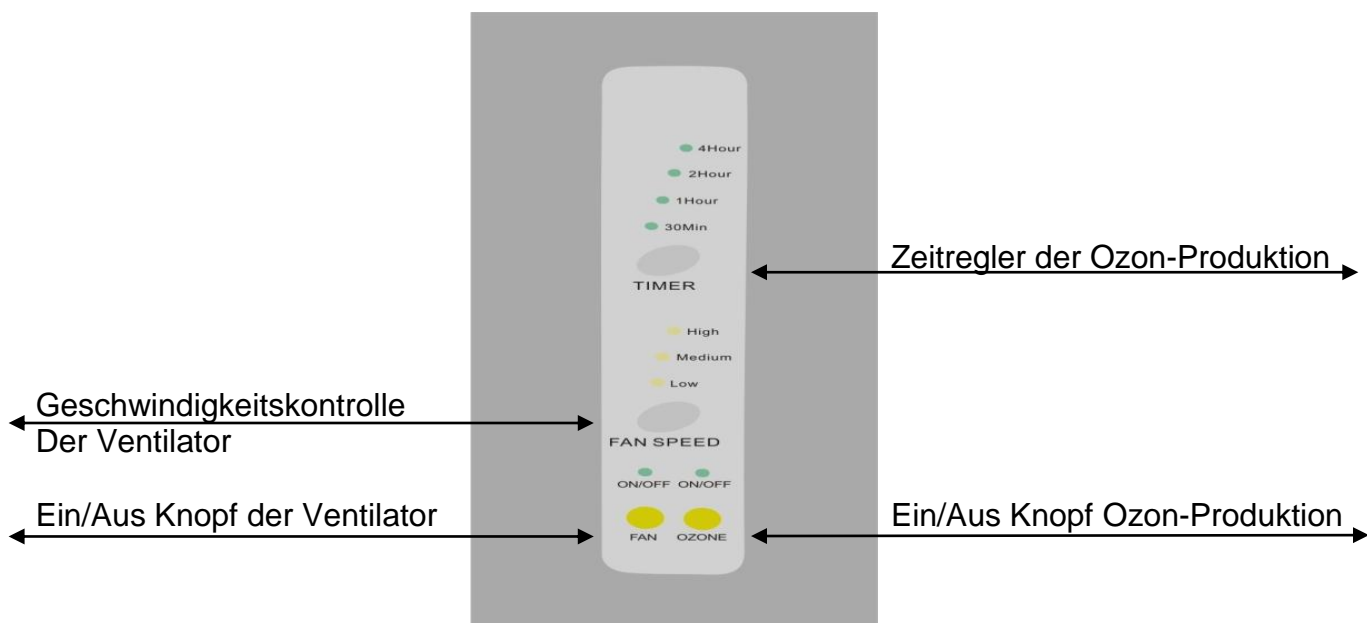 4Hour
2Hour
1Hour
30Min
TIMER
Zeitregler der Ozon-Produktion
High
Medium
Low
Geschwindigkeitskontrolle
Der Ventilator
FAN SPEED
ON/OFF ON/OFF
Ein/Aus Knopf der Ventilator
Ein/Aus Knopf Ozon-Produktion
FAN OZONE